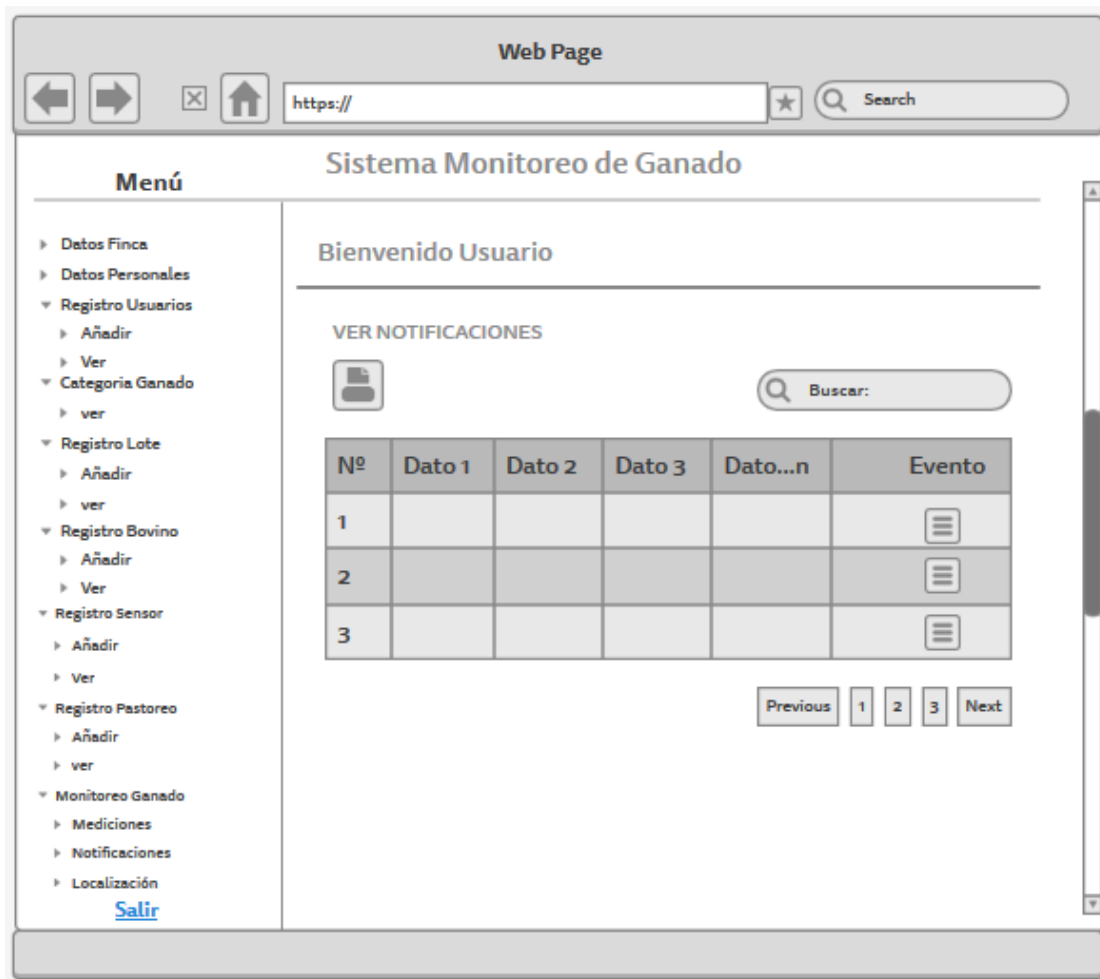 Web Page
https://
Search
Menú
Sistema Monitoreo de Ganado
Datos Finca
Datos Personales
Registro Usuarios
Añadir
Ver
Categoria Ganado
ver
Registro Lote
Añadir
ver
Registro Bovino
Añadir
Ver
Registro Sensor
Añadir
Ver
Registro Pastoreo
Añadir
ver
Monitoreo Ganado
Mediciones
Notificaciones
Localización
Salir
Bienvenido Usuario
VER NOTIFICACIONES
Buscar:
Nº Dato 1 Dato 2 Dato 3 Dato...n Evento
1
2
3
Previous 1 2 3 Next